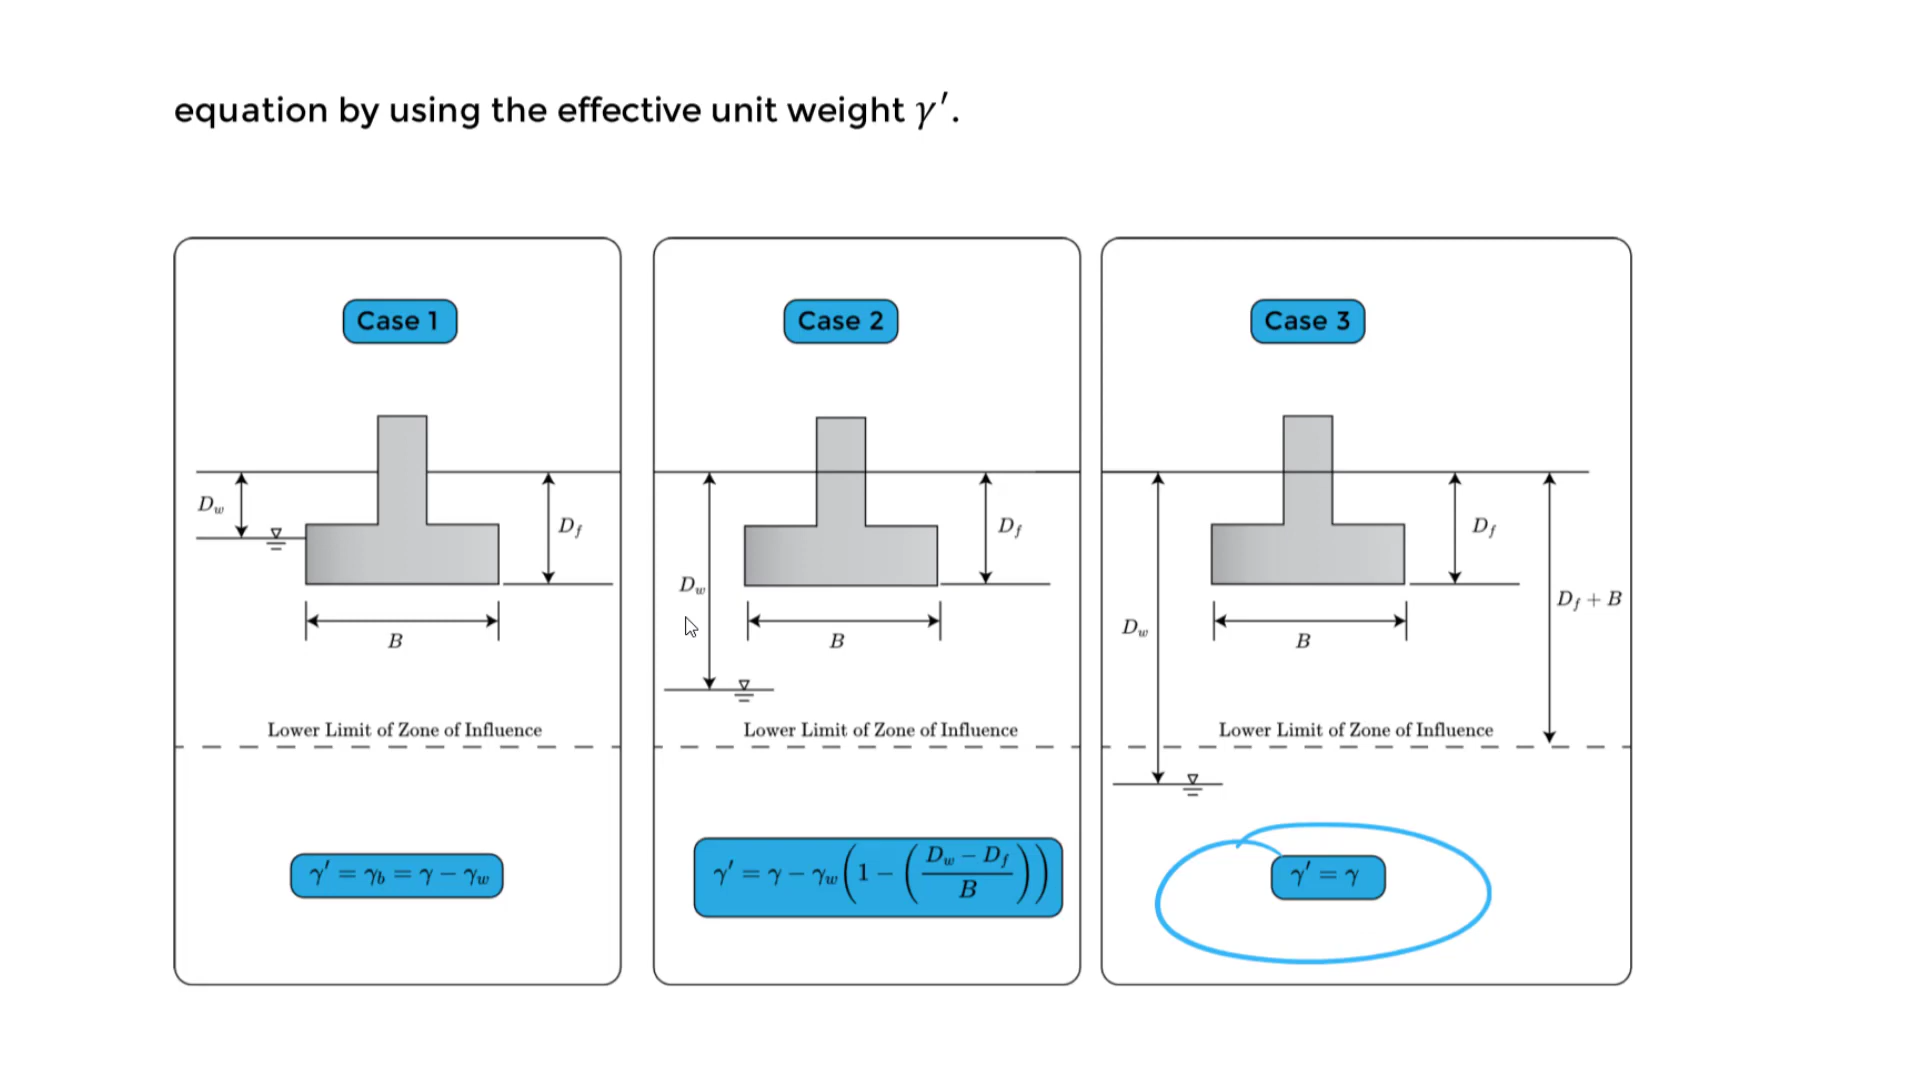 equation by using the effective unit weight γ′.
Case 1
D_w
D_f
B
Lower Limit of Zone of Influence
γ′ = γ_b = γ − γ_w
Case 2
D_f
D_w
B
Lower Limit of Zone of Influence
γ′ = γ − γ_w(1 − ((D_w − D_f)/B))
Case 3
D_f
D_f + B
D_w
B
Lower Limit of Zone of Influence
γ′ = γ